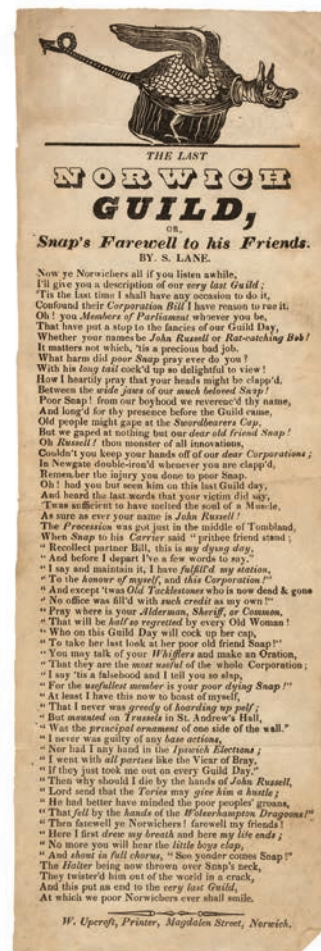 THE LAST
NORWICH
GUILD,
OR,
Snap's Farewell to his Friends.
BY. S. LANE.
Now ye Norwichers all if you listen awhile,
I'll give you a description of our very last Guild;
'Tis the last time I shall have any occasion to do it,
Confound their Corporation Bill I have reason to rue it.
Oh! you Members of Parliament whoever you be,
That have put a stop to the fancies of our Guild Day,
Whether your names be John Russell or Rat-catching Bob!
It matters not which, 'tis a precious bad job.
What harm did poor Snap pray ever do you?
With his long tail cock'd up so delightful to view!
How I heartily pray that your heads might be clapp'd,
Between the wide jaws of our much beloved Snap!
Poor Snap! from our boyhood we reverenc'd thy name,
And long'd for thy presence before the Guild came,
Old people might gape at the Swordbearers Cap,
But we gaped at nothing but our dear old friend Snap!
Oh Russell! thou monster of all innovations,
Couldn't you keep your hands off of our dear Corporations;
In Newgate double-iron'd whenever you are clapp'd,
Remember the injury you done to poor Snap.
Oh! had you but seen him on this last Guild day,
And heard the last words that your victim did say,
'Twas sufficient to have melted the soul of a Muscle,
As sure as ever your name is John Russell!
The Procession was got just in the middle of Tombland,
When Snap to his Carrier said " prithee friend stand;
" Recollect partner Bill, this is my dying day;
" And before I depart I've a few words to say."
" I say and maintain it, I have fulfill'd my station,
" To the honour of myself, and this Corporation!"
" And except 'twas Old Tacklestones who is now dead & gone
" No office was fill'd with such credit as my own!"
" Pray where is your Alderman, Sheriff, or Common,
" That will be half so regretted by every Old Woman!
" Who on this Guild Day will cock up her cap,
" To take her last look at her poor old friend Snap!"
" You may talk of your Whifflers and make an Oration,
" That they are the most useful of the whole Corporation;
" I say 'tis a falsehood and I tell you so slap,
" For the usefullest member is your poor dying Snap!"
" At least I have this now to boast of myself,
" That I never was greedy of hoarding up pelf;
" But mounted on Trussels in St. Andrew's Hall,
" Was the principal ornament of one side of the wall."
" I never was guilty of any base actions,
" Nor had I any hand in the Ipswich Elections;
" I went with all parties like the Vicar of Bray,
" If they just took me out on every Guild Day."
" Then why should I die by the hands of John Russell,
" Lord send that the Tories may give him a hustle;
" He had better have minded the poor peoples' groans,
" That fell by the hands of the Wolverhampton Dragoons!"
" Then farewell ye Norwichers! farewell my friends!
" Here I first drew my breath and here my life ends;
" No more you will hear the little boys clap,
" And shout in full chorus, " See yonder comes Snap!"
The Halter being now thrown over Snap's neck,
They twister'd him out of the world in a crack,
And this put an end to the very last Guild,
At which we poor Norwichers ever shall smile.
W. Upcroft, Printer, Magdalen Street, Norwich.